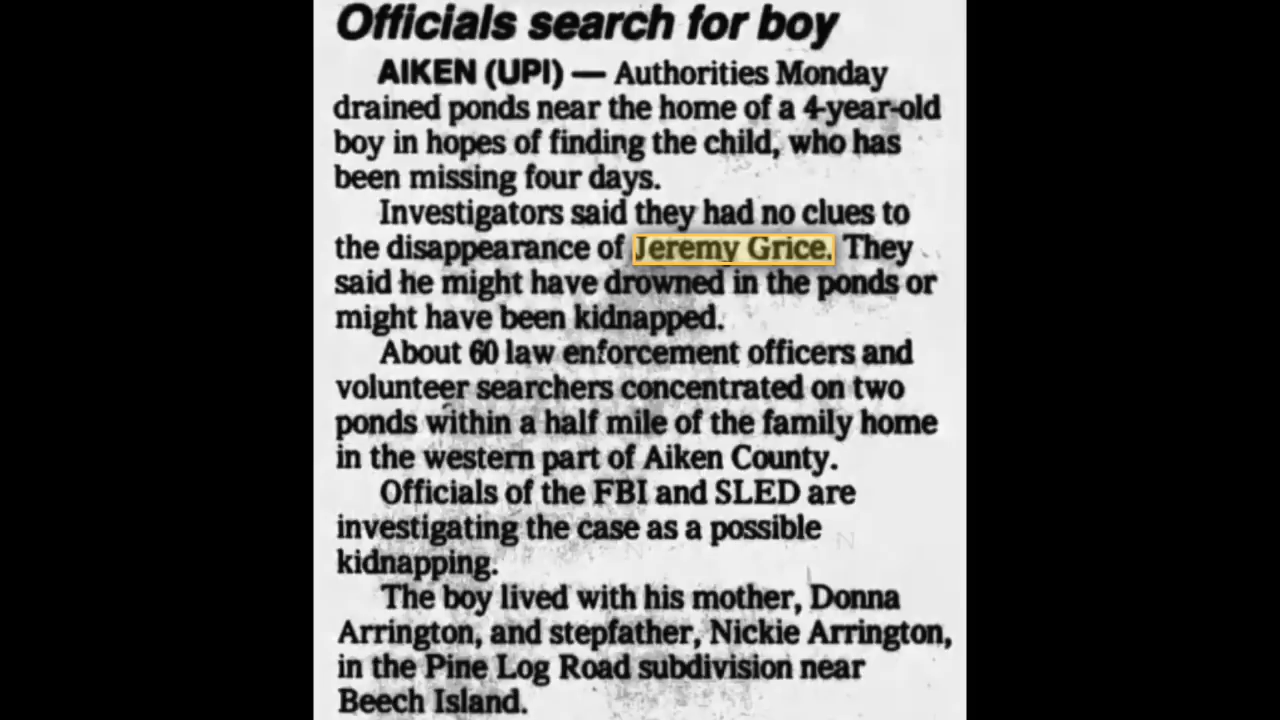 Officials search for boy
AIKEN (UPI) — Authorities Monday
drained ponds near the home of a 4-year-old
boy in hopes of finding the child, who has
been missing four days.
Investigators said they had no clues to
the disappearance of Jeremy Grice. They
said he might have drowned in the ponds or
might have been kidnapped.
About 60 law enforcement officers and
volunteer searchers concentrated on two
ponds within a half mile of the family home
in the western part of Aiken County.
Officials of the FBI and SLED are
investigating the case as a possible
kidnapping.
The boy lived with his mother, Donna
Arrington, and stepfather, Nickie Arrington,
in the Pine Log Road subdivision near
Beech Island.